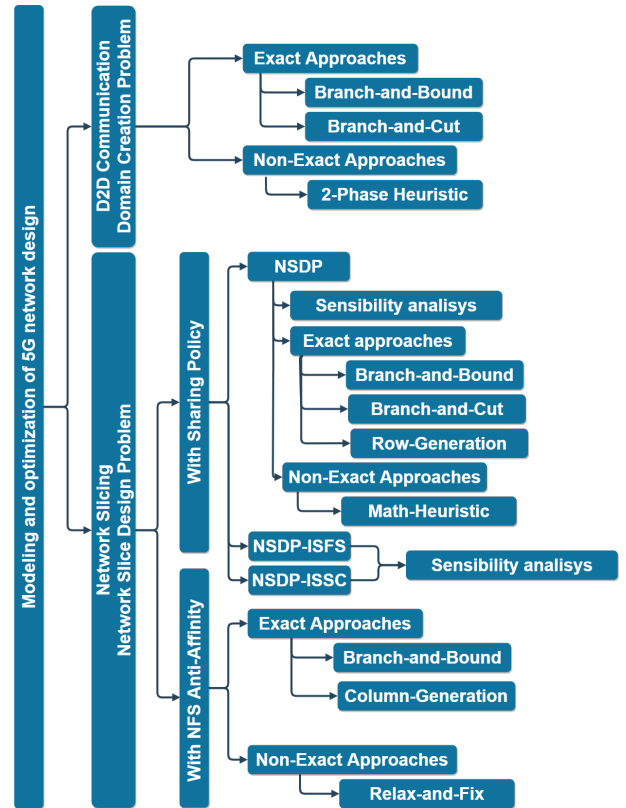 Modeling and optimization of 5G network design
D2D Communication
Domain Creation Problem
Exact Approaches
Branch-and-Bound
Branch-and-Cut
Non-Exact Approaches
2-Phase Heuristic
Network Slicing
Network Slice Design Problem
With Sharing Policy
NSDP
Sensibility analisys
Exact approaches
Branch-and-Bound
Branch-and-Cut
Row-Generation
Non-Exact Approaches
Math-Heuristic
NSDP-ISFS
NSDP-ISSC
Sensibility analisys
With NFS Anti-Affinity
Exact Approaches
Branch-and-Bound
Column-Generation
Non-Exact Approaches
Relax-and-Fix